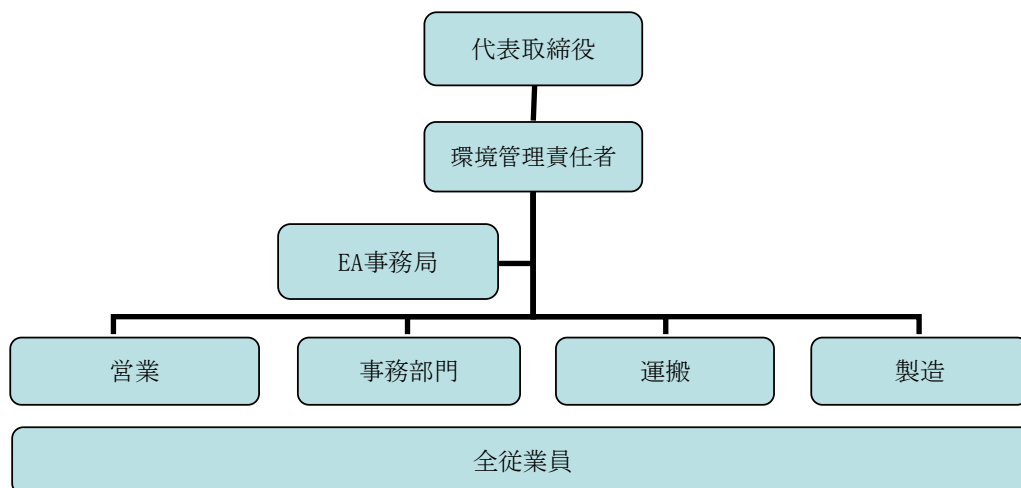 代表取締役
環境管理責任者
EA事務局
営業
事務部門
運搬
製造
全従業員